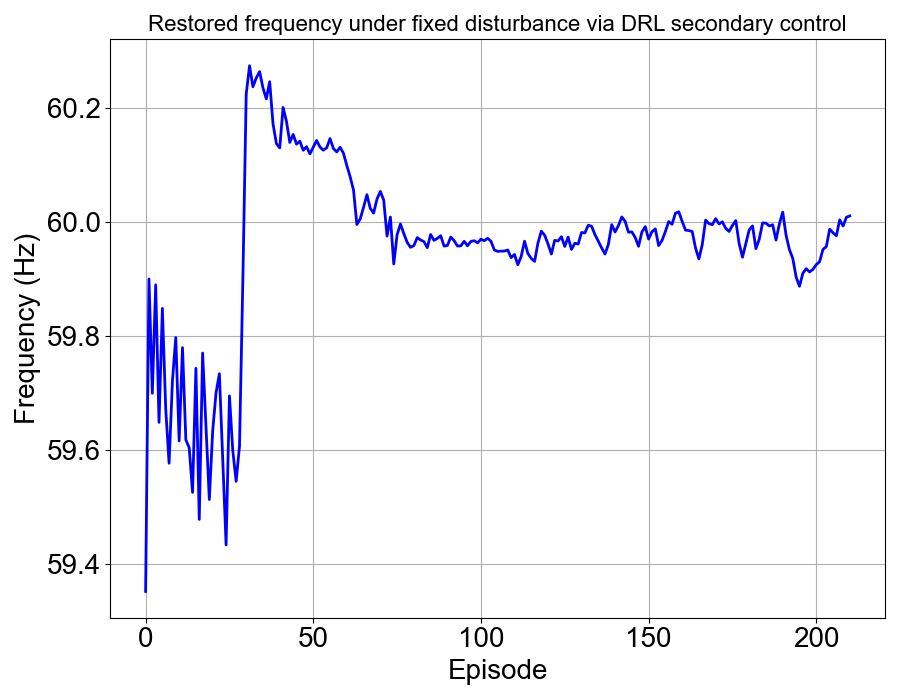 Restored frequency under fixed disturbance via DRL secondary control
60.2
60.0
59.8
59.6
59.4
Frequency (Hz)
0 50 100 150 200
Episode